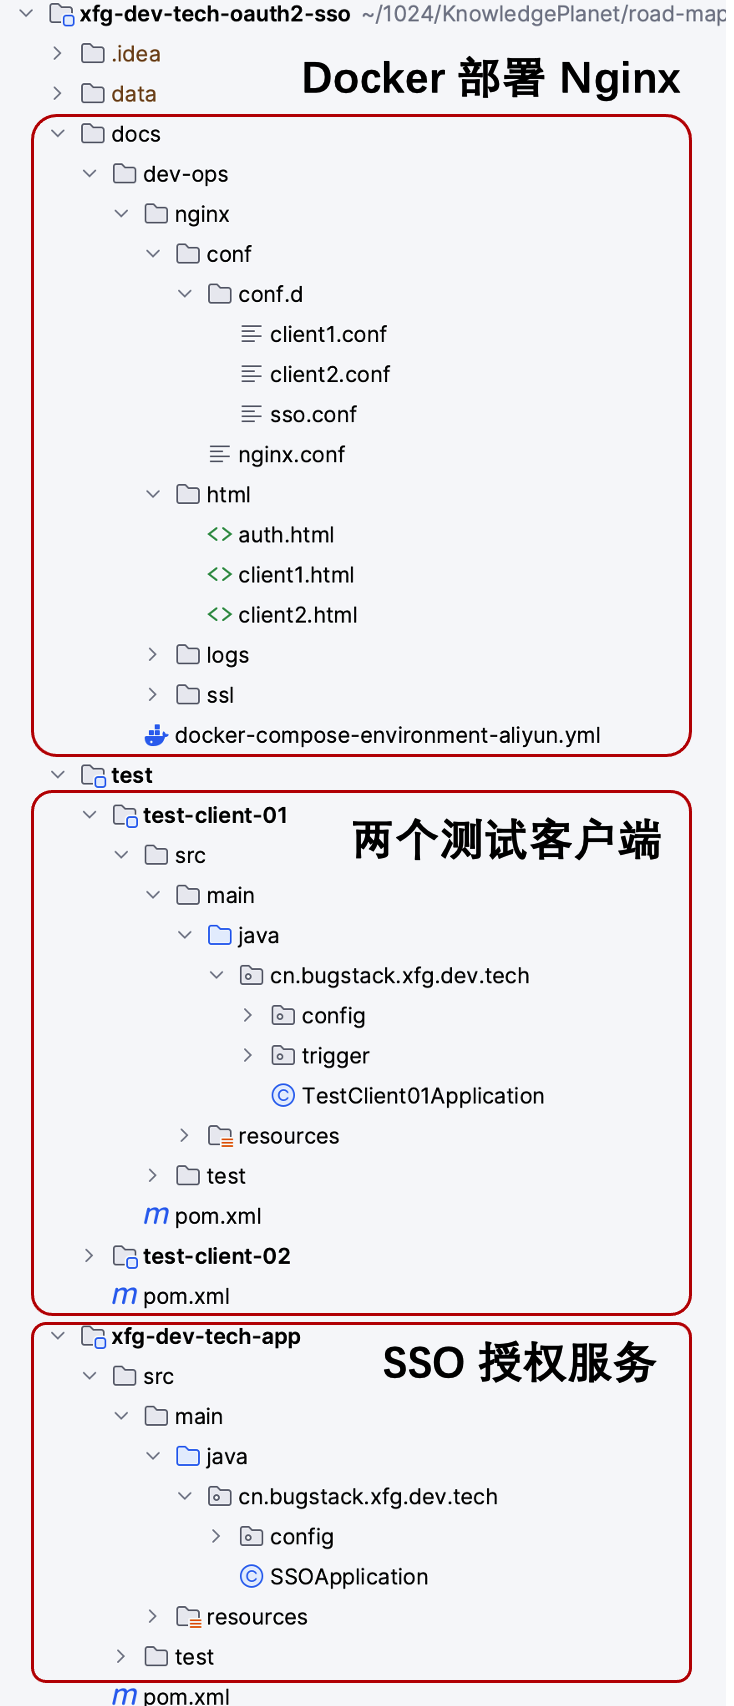 xfg-dev-tech-oauth2-sso ~/1024/KnowledgePlanet/road-map
.idea
Docker 部署 Nginx
data
docs
dev-ops
nginx
conf
conf.d
client1.conf
client2.conf
sso.conf
nginx.conf
html
auth.html
client1.html
client2.html
logs
ssl
docker-compose-environment-aliyun.yml
test
test-client-01
两个测试客户端
src
main
java
cn.bugstack.xfg.dev.tech
config
trigger
TestClient01Application
resources
test
pom.xml
test-client-02
pom.xml
xfg-dev-tech-app
SSO 授权服务
src
main
java
cn.bugstack.xfg.dev.tech
config
SSOApplication
resources
test
pom.xml